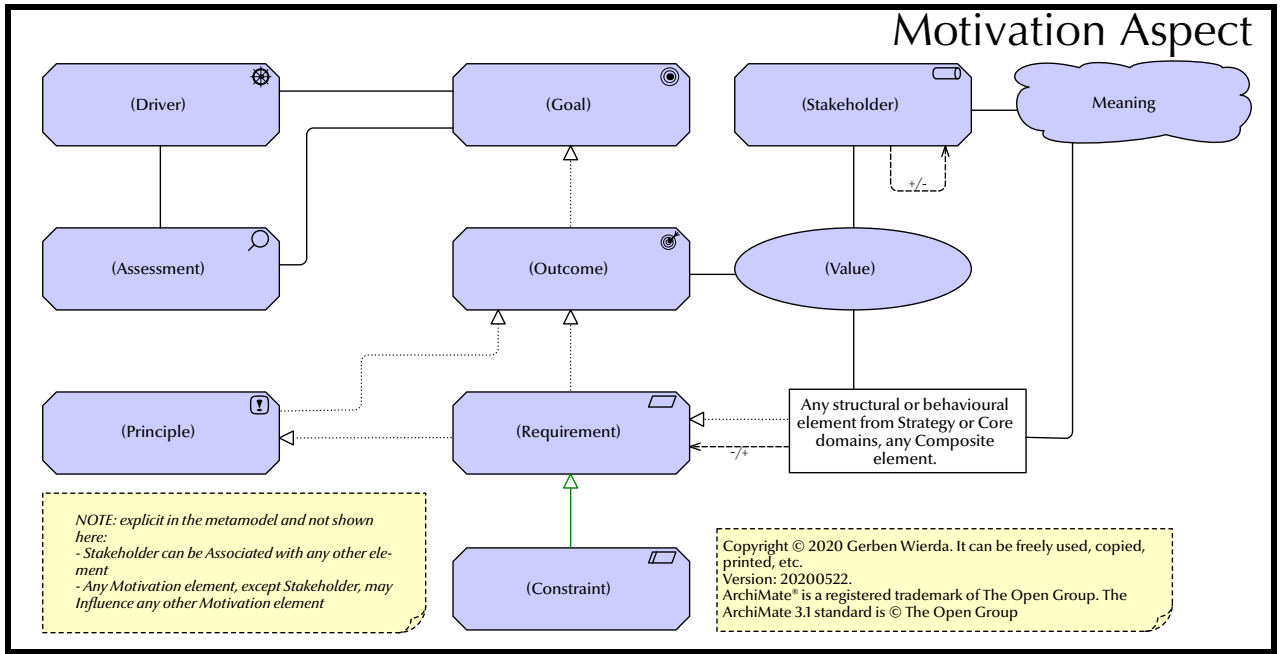 Motivation Aspect
(Driver)
(Goal)
(Stakeholder)
Meaning
+/-
(Assessment)
(Outcome)
(Value)
(Principle)
(Requirement)
Any structural or behavioural
element from Strategy or Core
domains, any Composite
element.
-/+
NOTE: explicit in the metamodel and not shown
here:
- Stakeholder can be Associated with any other ele-
ment
- Any Motivation element, except Stakeholder, may
Influence any other Motivation element
(Constraint)
Copyright © 2020 Gerben Wierda. It can be freely used, copied,
printed, etc.
Version: 20200522.
ArchiMate® is a registered trademark of The Open Group. The
ArchiMate 3.1 standard is © The Open Group